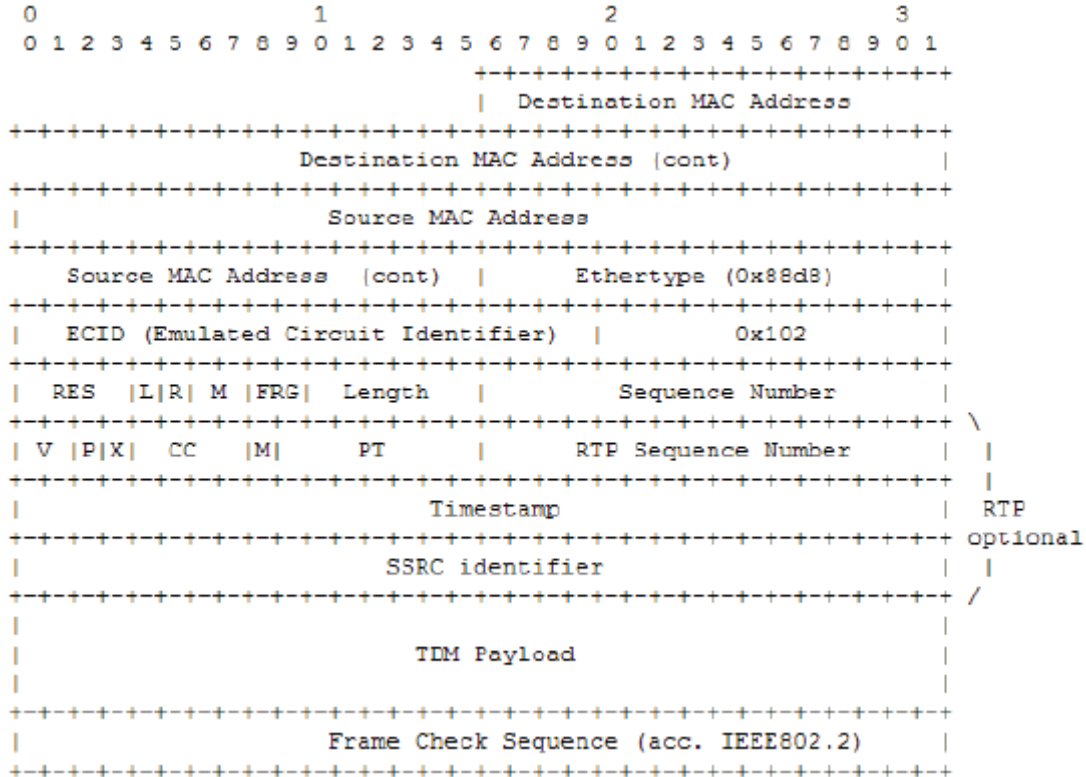 0 1 2 3
0 1 2 3 4 5 6 7 8 9 0 1 2 3 4 5 6 7 8 9 0 1 2 3 4 5 6 7 8 9 0 1
+-+-+-+-+-+-+-+-+-+-+-+-+-+-+-+-+
| Destination MAC Address
+-+-+-+-+-+-+-+-+-+-+-+-+-+-+-+-+-+-+-+-+-+-+-+-+-+-+-+-+-+-+-+-+
Destination MAC Address (cont) |
+-+-+-+-+-+-+-+-+-+-+-+-+-+-+-+-+-+-+-+-+-+-+-+-+-+-+-+-+-+-+-+-+
| Source MAC Address
+-+-+-+-+-+-+-+-+-+-+-+-+-+-+-+-+-+-+-+-+-+-+-+-+-+-+-+-+-+-+-+-+
Source MAC Address (cont) | Ethertype (0x88d8) |
+-+-+-+-+-+-+-+-+-+-+-+-+-+-+-+-+-+-+-+-+-+-+-+-+-+-+-+-+-+-+-+-+
| ECID (Emulated Circuit Identifier) | 0x102 |
+-+-+-+-+-+-+-+-+-+-+-+-+-+-+-+-+-+-+-+-+-+-+-+-+-+-+-+-+-+-+-+-+
| RES |L|R| M |FRG| Length | Sequence Number |
+-+-+-+-+-+-+-+-+-+-+-+-+-+-+-+-+-+-+-+-+-+-+-+-+-+-+-+-+-+-+-+-+ \
| V |P|X| CC |M| PT | RTP Sequence Number | |
+-+-+-+-+-+-+-+-+-+-+-+-+-+-+-+-+-+-+-+-+-+-+-+-+-+-+-+-+-+-+-+-+ |
| Timestamp | RTP
+-+-+-+-+-+-+-+-+-+-+-+-+-+-+-+-+-+-+-+-+-+-+-+-+-+-+-+-+-+-+-+-+ optional
| SSRC identifier | |
+-+-+-+-+-+-+-+-+-+-+-+-+-+-+-+-+-+-+-+-+-+-+-+-+-+-+-+-+-+-+-+-+ /
| |
| TDM Payload |
| |
+-+-+-+-+-+-+-+-+-+-+-+-+-+-+-+-+-+-+-+-+-+-+-+-+-+-+-+-+-+-+-+-+
| Frame Check Sequence (acc. IEEE802.2) |
+-+-+-+-+-+-+-+-+-+-+-+-+-+-+-+-+-+-+-+-+-+-+-+-+-+-+-+-+-+-+-+-+